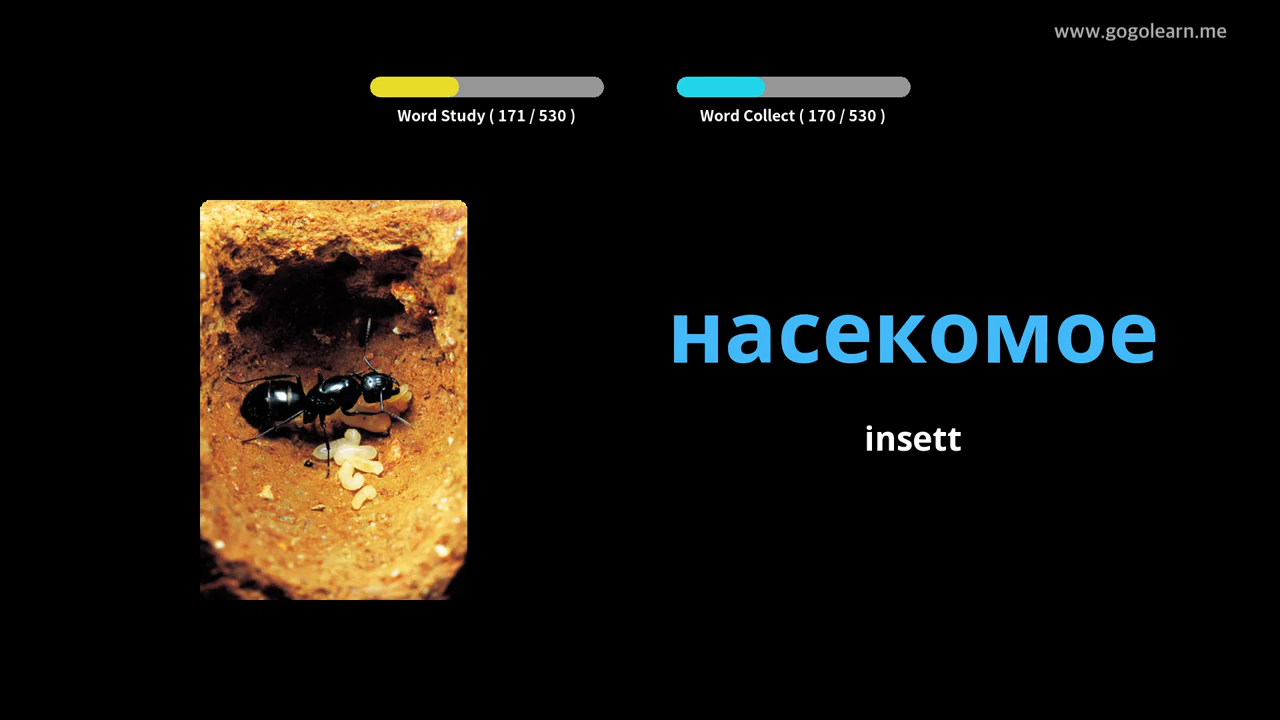 www.gogolearn.me
Word Study ( 171 / 530 )
Word Collect ( 170 / 530 )
насекомое
insett